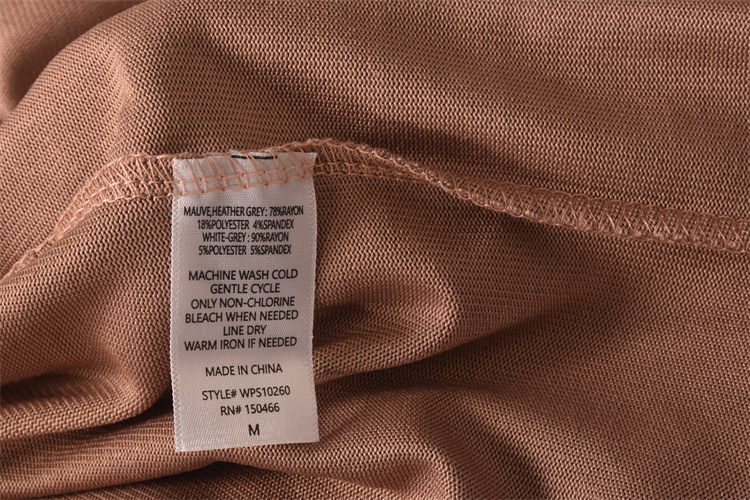 MALIVE,HEATHER GREY: 78%RAYON
18%POLYESTER 4%SPANDEX
WHITE-GREY: 90%RAYON
5%POLYESTER 5%SPANDEX
MACHINE WASH COLD
GENTLE CYCLE
ONLY NON-CHLORINE
BLEACH WHEN NEEDED
LINE DRY
WARM IRON IF NEEDED
MADE IN CHINA
STYLE# WPS10260
RN# 150466
M